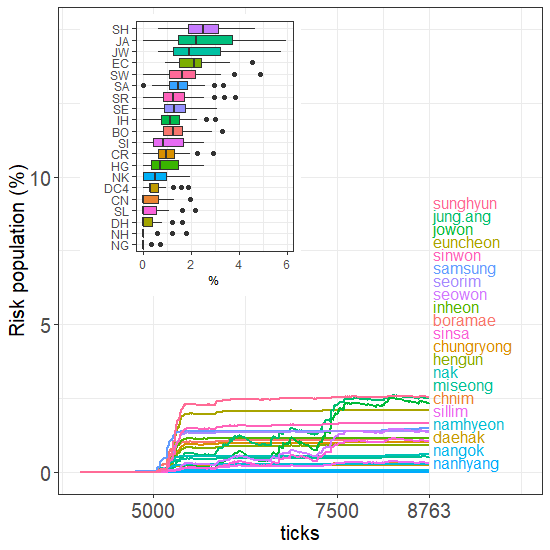 SH
JA
JW
EC
SW
SA
SR
SE
IH
BO
SI
CR
HG
NK
DC4
CN
SL
DH
NH
NG
0 2 4 6
%
Risk population (%)
10
5
0
sunghyun
jung.ang
jowon
euncheon
sinwon
samsung
seorim
seowon
inheon
boramae
sinsa
chungryong
hengun
nak
miseong
chnim
sillim
namhyeon
daehak
nangok
nanhyang
5000 7500 8763
ticks